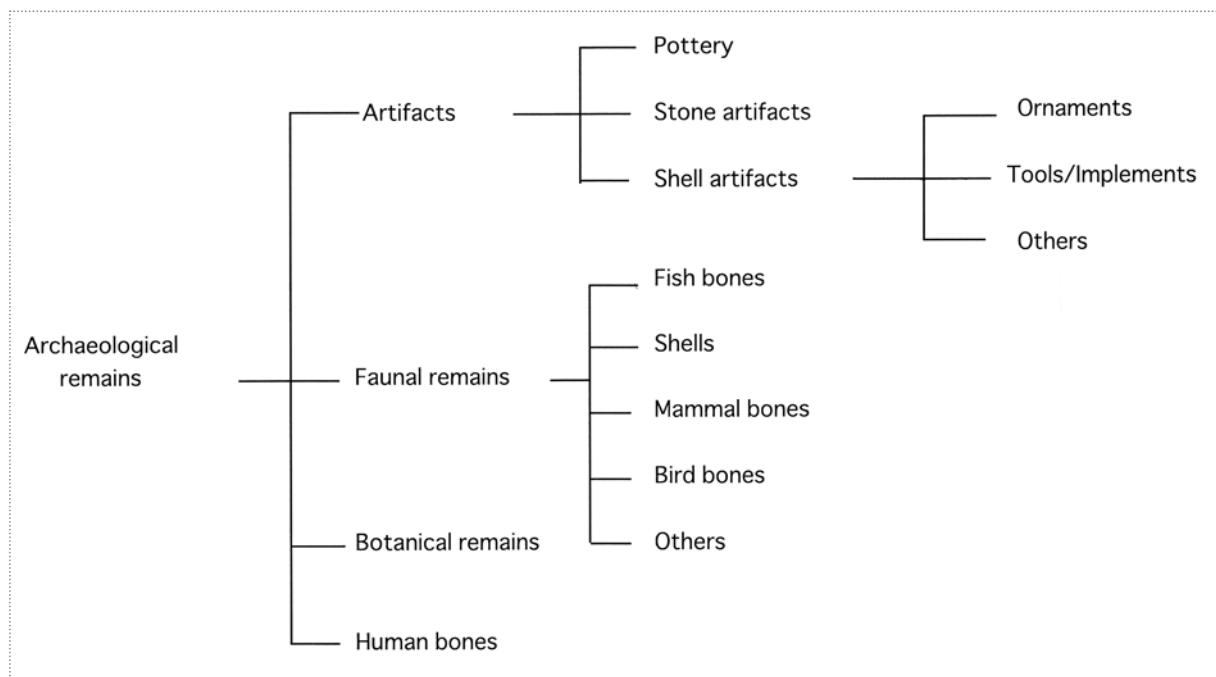 Pottery
Artifacts
Stone artifacts
Ornaments
Shell artifacts
Tools/Implements
Others
Fish bones
Archaeological
remains
Shells
Faunal remains
Mammal bones
Bird bones
Botanical remains
Others
Human bones